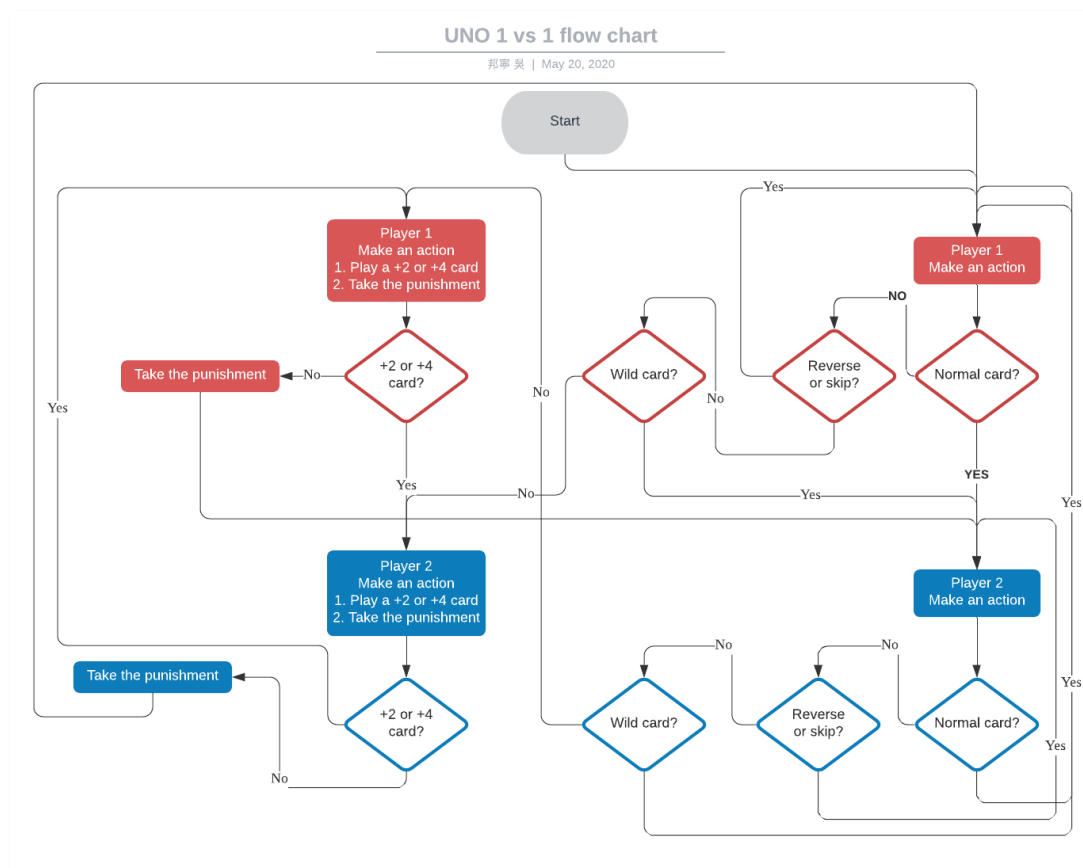 UNO 1 vs 1 flow chart
邦寧 吳 | May 20, 2020
Start
Yes
Player 1
Make an action
1. Play a +2 or +4 card
2. Take the punishment
Player 1
Make an action
NO
Take the punishment
No
+2 or +4
card?
Wild card?
Reverse
or skip?
Normal card?
Yes
No
No
Yes
No
Yes
YES
Yes
Player 2
Make an action
1. Play a +2 or +4 card
2. Take the punishment
Player 2
Make an action
No
No
Take the punishment
Yes
+2 or +4
card?
Wild card?
Reverse
or skip?
Normal card?
Yes
No